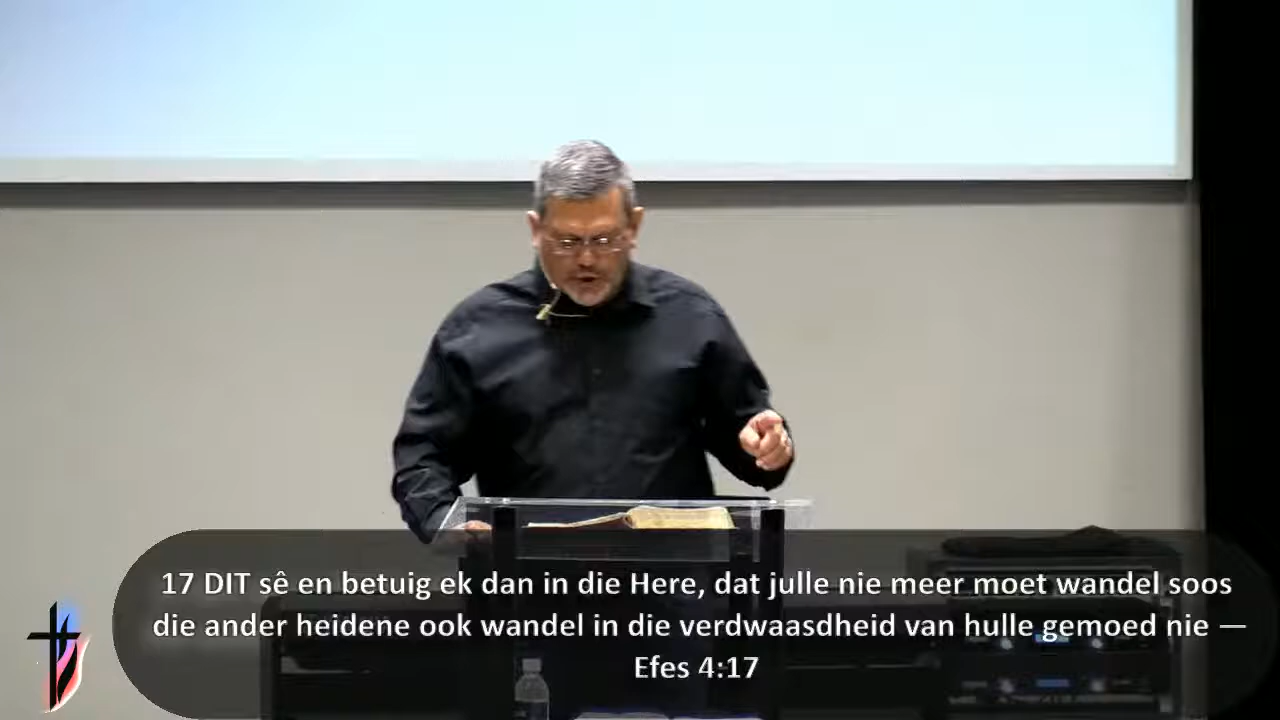 17 DIT sê en betuig ek dan in die Here, dat julle nie meer moet wandel soos
die ander heidene ook wandel in die verdwaasdheid van hulle gemoed nie —
Efes 4:17